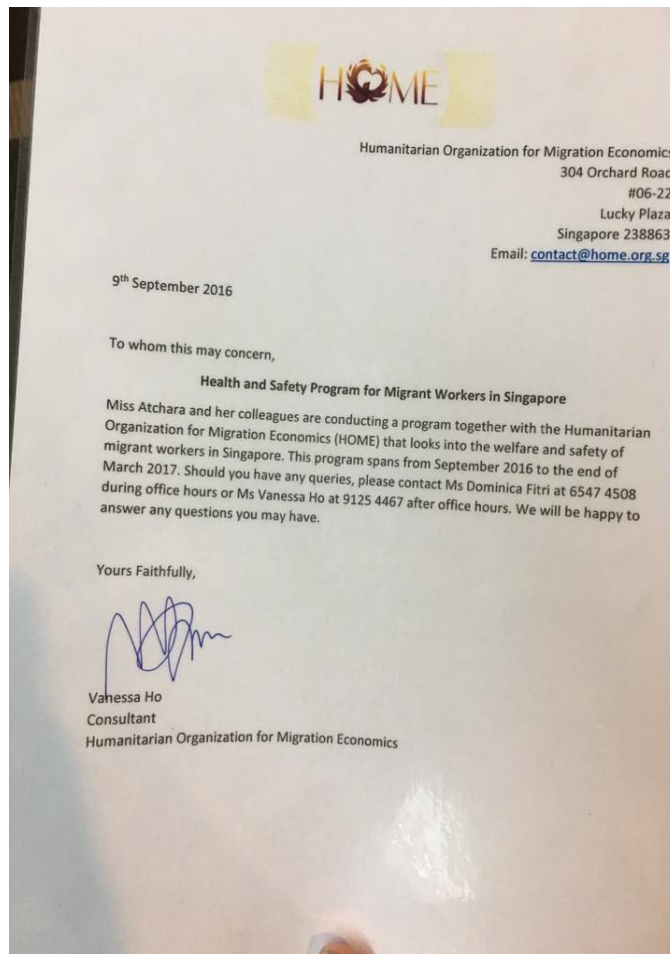 HOME
Humanitarian Organization for Migration Economics
304 Orchard Road
#06-22
Lucky Plaza
Singapore 238863
Email: contact@home.org.sg
9th September 2016
To whom this may concern,
Health and Safety Program for Migrant Workers in Singapore
Miss Atchara and her colleagues are conducting a program together with the Humanitarian
Organization for Migration Economics (HOME) that looks into the welfare and safety of
migrant workers in Singapore. This program spans from September 2016 to the end of
March 2017. Should you have any queries, please contact Ms Dominica Fitri at 6547 4508
during office hours or Ms Vanessa Ho at 9125 4467 after office hours. We will be happy to
answer any questions you may have.
Yours Faithfully,
Vanessa Ho
Consultant
Humanitarian Organization for Migration Economics